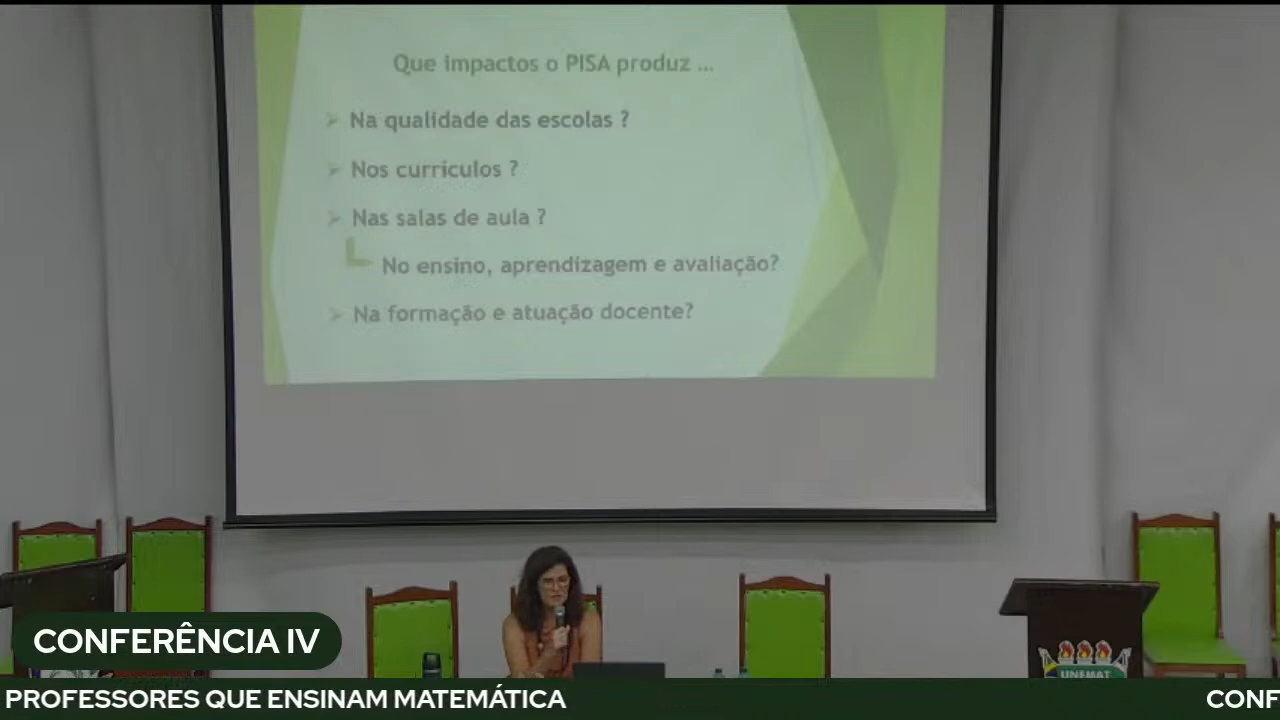 Que impactos o PISA produz ...
➢ Na qualidade das escolas ?
➢ Nos currículos ?
➢ Nas salas de aula ?
No ensino, aprendizagem e avaliação?
➢ Na formação e atuação docente?
CONFERÊNCIA IV
UNEMAT
PROFESSORES QUE ENSINAM MATEMÁTICA
CONF